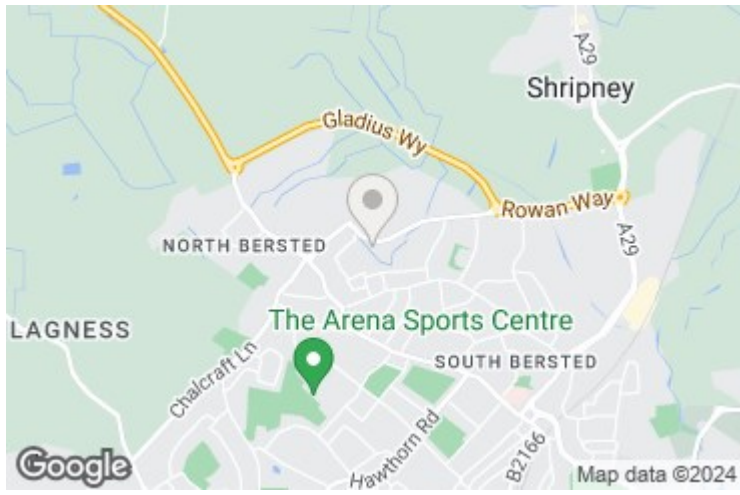 A29
Shripney
Gladius Wy
Rowan Way
A29
NORTH BERSTED
LAGNESS
The Arena Sports Centre
SOUTH BERSTED
Chalcraft Ln
Hawthorn Rd
B2166
Google
Map data ©2024